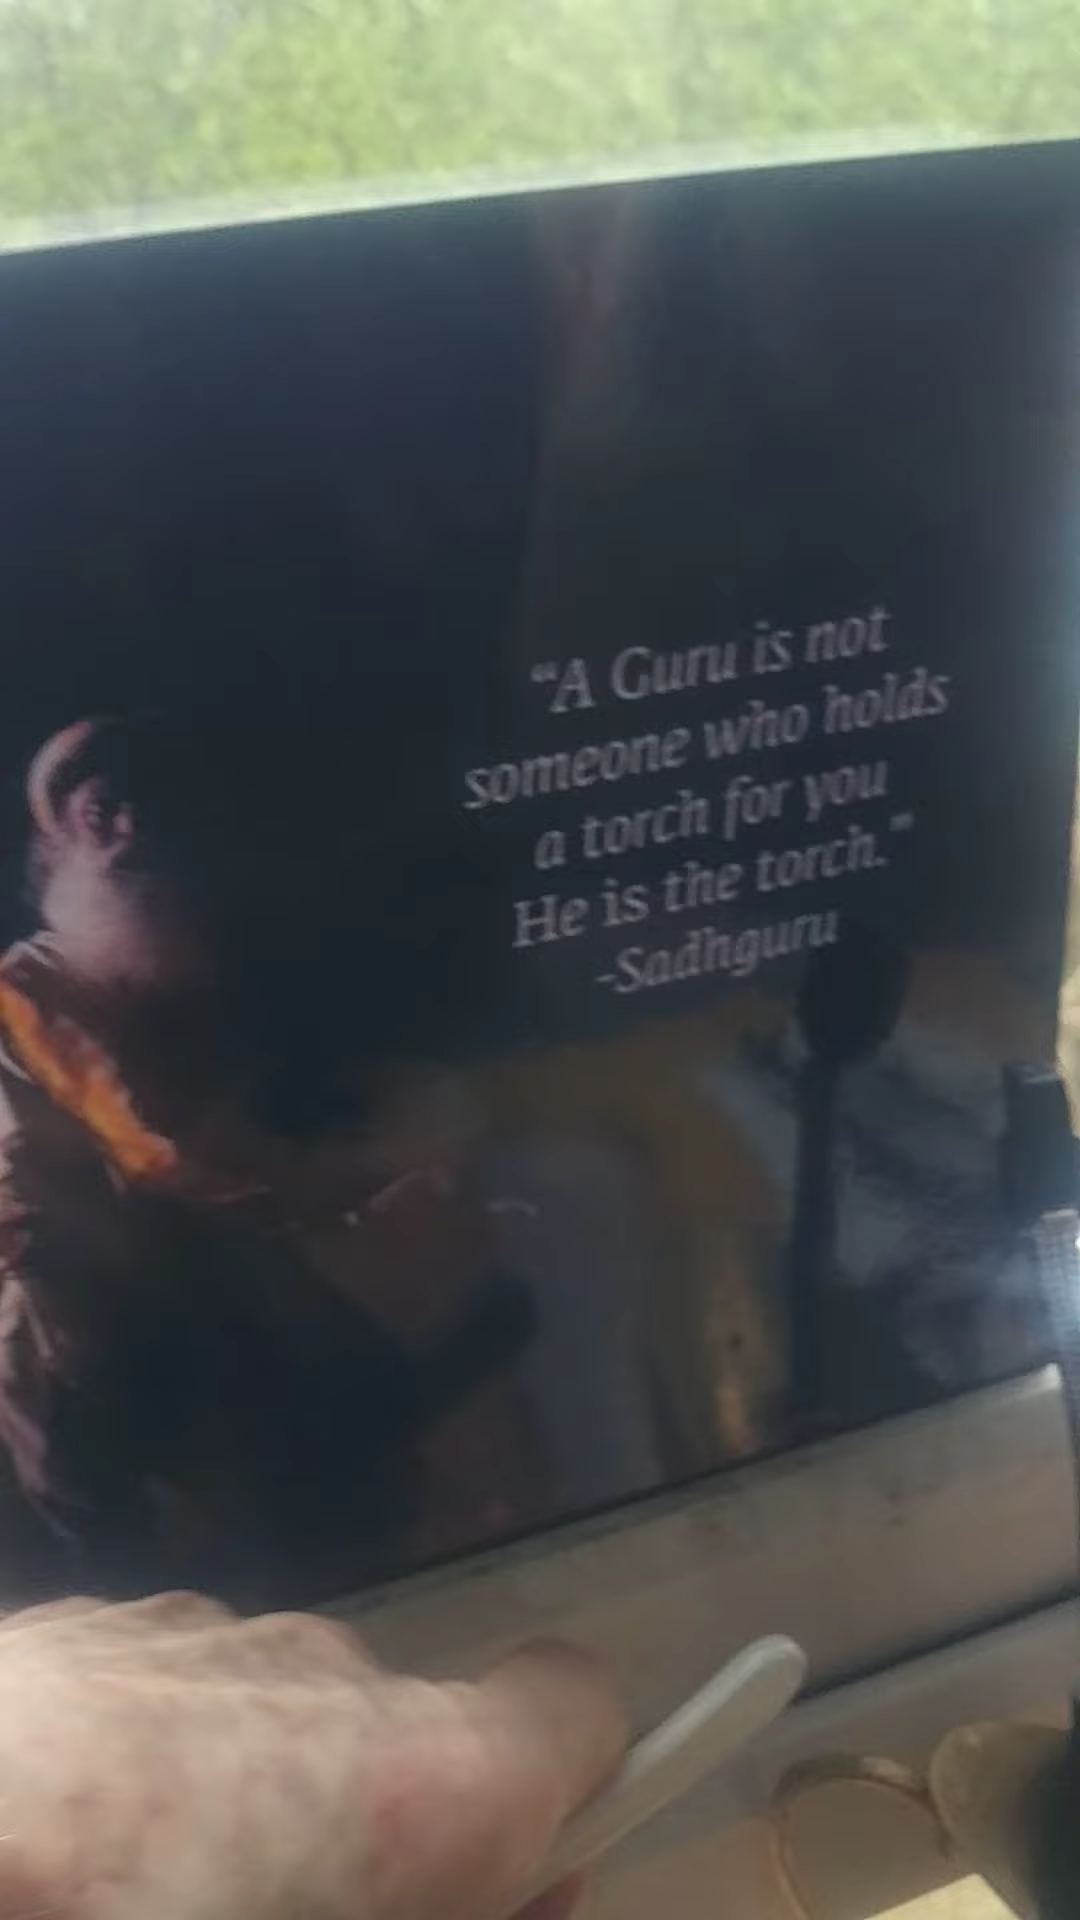 “A Guru is not
someone who holds
a torch for you
He is the torch.”
-Sadhguru